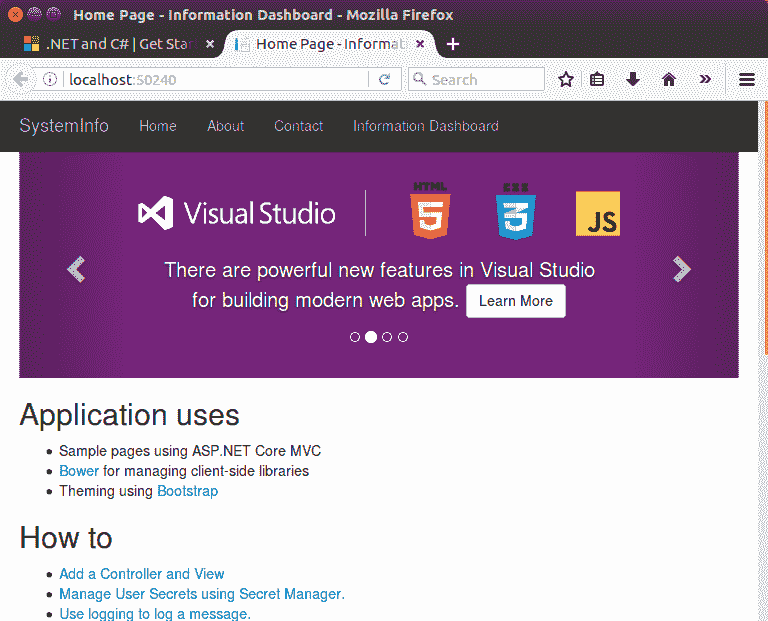 Home Page - Information Dashboard - Mozilla Firefox
.NET and C# | Get Star
Home Page - Informat
localhost:50240
Search
SystemInfo Home About Contact Information Dashboard
Visual Studio
HTML 5
CSS 3
JS
There are powerful new features in Visual Studio
for building modern web apps. Learn More
Application uses
Sample pages using ASP.NET Core MVC
Bower for managing client-side libraries
Theming using Bootstrap
How to
Add a Controller and View
Manage User Secrets using Secret Manager.
Use logging to log a message.